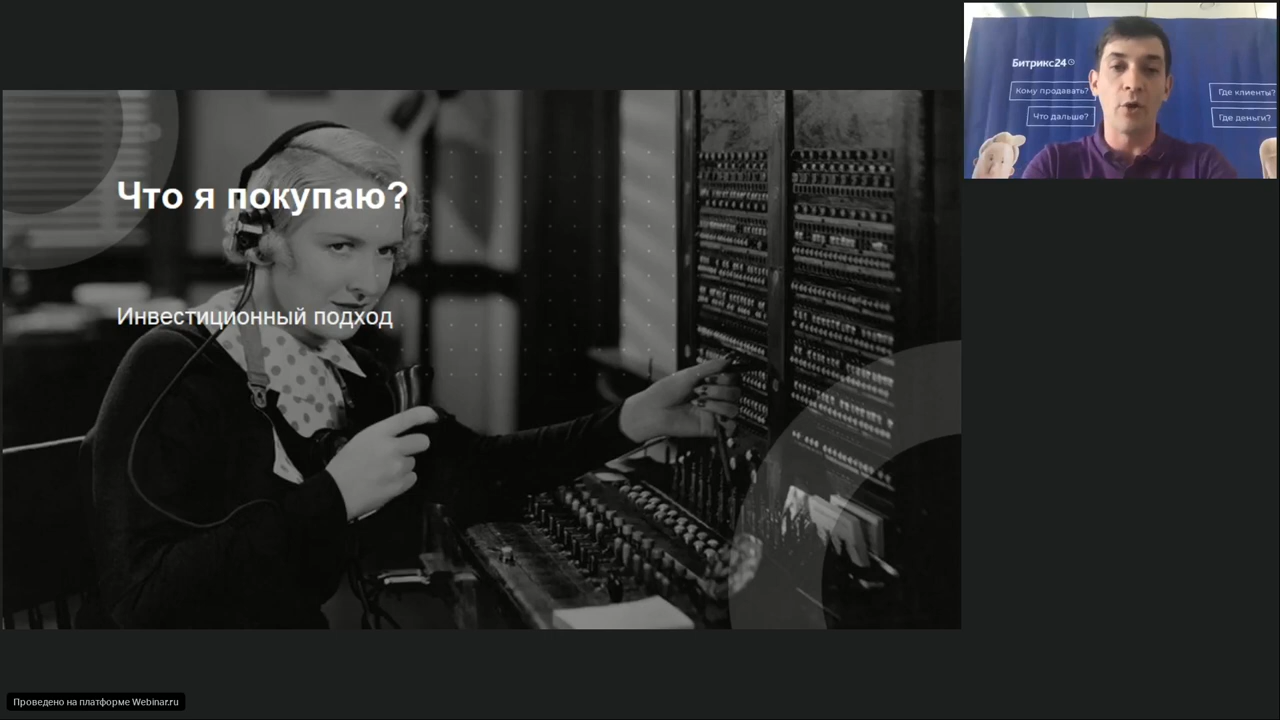 Что я покупаю?
Инвестиционный подход
Битрикс24
Кому продавать?
Что дальше?
Где клиенты?
Где деньги?
Проведено на платформе Webinar.ru